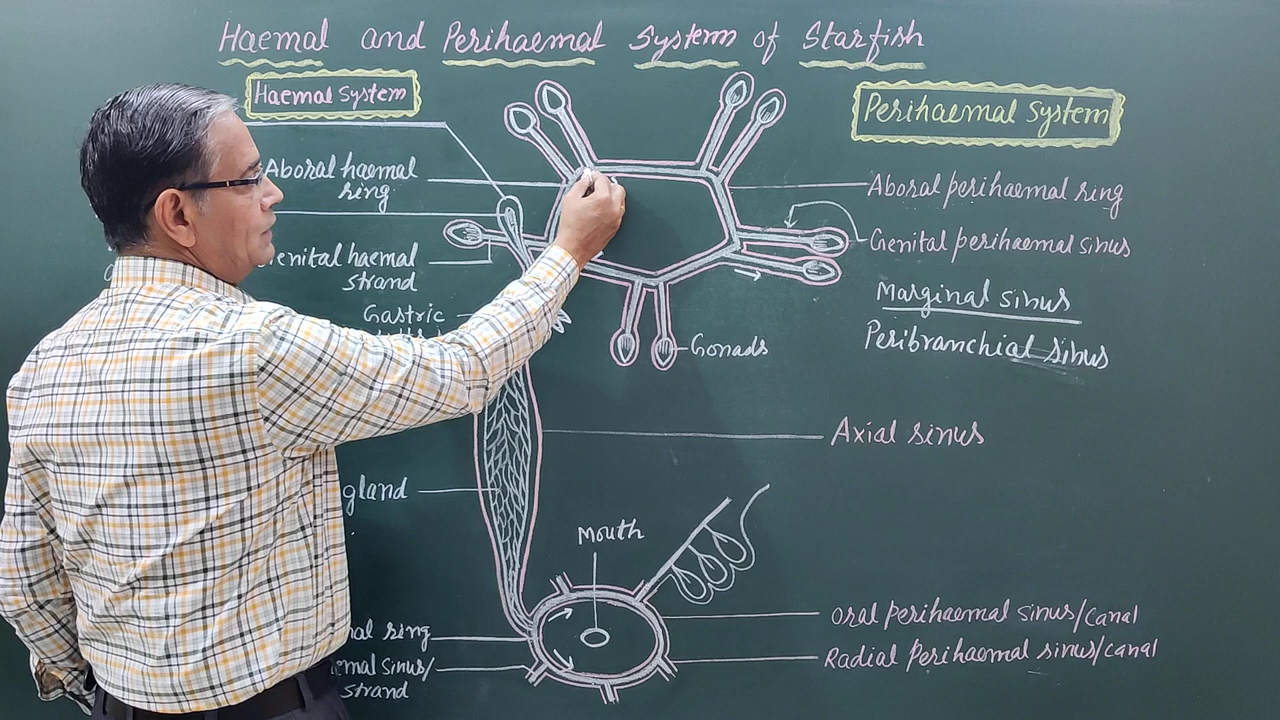 Haemal and Perihaemal System of Starfish
Haemal System
Aboral haemal
ring
enital haemal
strand
Gastric
gland
nal ring
emal sinus/
strand
Mouth
Gonads
Perihaemal System
Aboral perihaemal ring
Genital perihaemal sinus
Marginal sinus
Peribranchial sinus
Axial sinus
Oral perihaemal sinus/canal
Radial Perihaemal sinus/canal